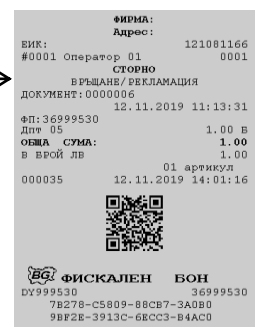 ФИРМА:
Адрес:
ЕИК: 121081166
#0001 Оператор 01 0001
СТОРНО
ВРЪЩАНЕ/РЕКЛАМАЦИЯ
ДОКУМЕНТ:0000006
12.11.2019 11:13:31
ФП:36999530
Дпт 05 1.00 В
ОБЩА СУМА: 1.00
В БРОЙ ЛВ 1.00
01 артикул
000035 12.11.2019 14:01:16
BG ФИСКАЛЕН БОН
DY999530 36999530
7B278-C5809-88CB7-3A0B0
9BF2E-3913C-6ECC3-B4AC0